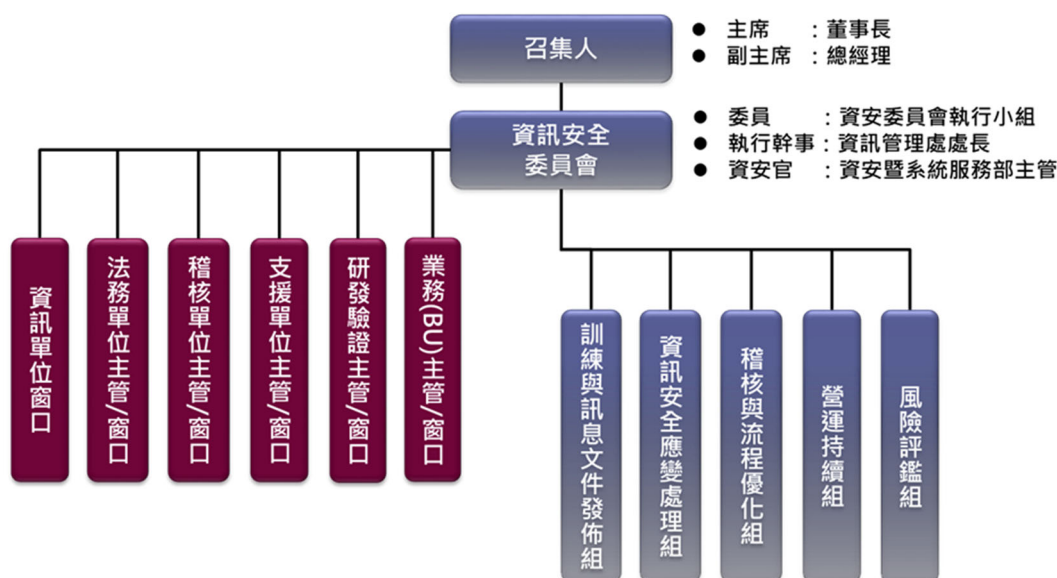 召集人
● 主席 ：董事長
● 副主席 ：總經理
資訊安全
委員會
● 委員 ：資安委員會執行小組
● 執行幹事：資訊管理處處長
● 資安官 ：資安暨系統服務部主管
資訊單位窗口
法務單位主管/窗口
稽核單位主管/窗口
支援單位主管/窗口
研發驗證主管/窗口
業務(BU)主管/窗口
訓練與訊息文件發佈組
資訊安全應變處理組
稽核與流程優化組
營運持續組
風險評鑑組